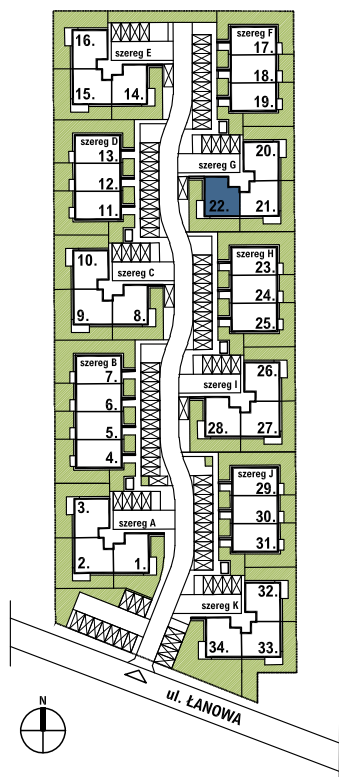 16.
szereg E
15.
14.
szereg F
17.
18.
19.
szereg D
13.
12.
11.
szereg G
20.
22.
21.
10.
szereg C
9.
8.
szereg H
23.
24.
25.
szereg B
7.
6.
5.
4.
26.
szereg I
28.
27.
3.
szereg A
2.
1.
szereg J
29.
30.
31.
32.
szereg K
34.
33.
ul. ŁANOWA
N